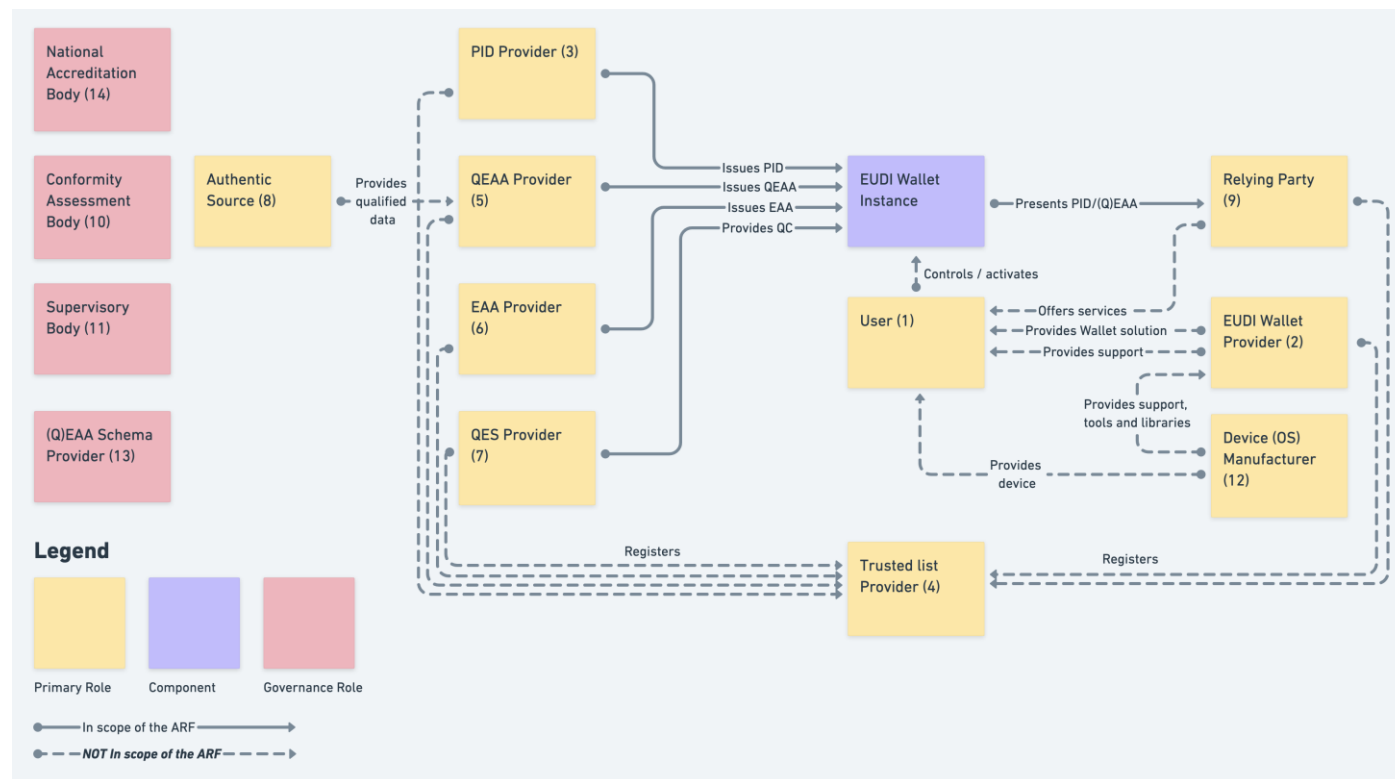 National
Accreditation
Body (14)
PID Provider (3)
Conformity
Assessment
Body (10)
Authentic
Source (8)
Provides
qualified
data
QEAA Provider
(5)
Issues PID
Issues QEAA
Issues EAA
Provides QC
EUDI Wallet
Instance
Presents PID/(Q)EAA
Relying Party
(9)
Controls / activates
Supervisory
Body (11)
EAA Provider
(6)
User (1)
Offers services
Provides Wallet solution
Provides support
EUDI Wallet
Provider (2)
Provides support,
tools and libraries
(Q)EAA Schema
Provider (13)
QES Provider
(7)
Provides
device
Device (OS)
Manufacturer
(12)
Registers
Trusted list
Provider (4)
Registers
Legend
Primary Role
Component
Governance Role
In scope of the ARF
NOT In scope of the ARF